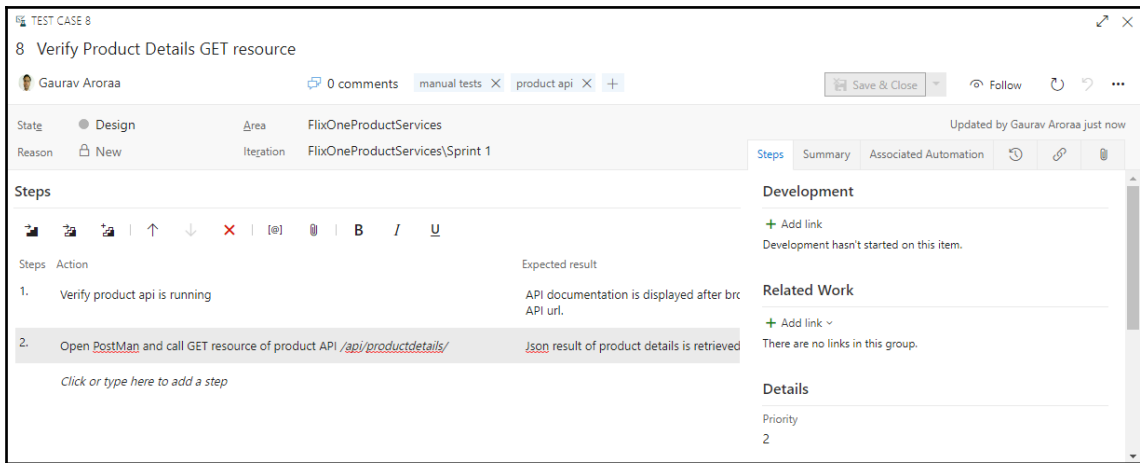 TEST CASE 8
8 Verify Product Details GET resource
Gaurav Aroraa
0 comments
manual tests
product api
Save & Close
Follow
State
Design
Area
FlixOneProductServices
Updated by Gaurav Aroraa just now
Reason
New
Iteration
FlixOneProductServices\Sprint 1
Steps
Summary
Associated Automation
Steps
[@]
B
I
U
Steps
Action
Expected result
1.
Verify product api is running
API documentation is displayed after bro
API url.
2.
Open PostMan and call GET resource of product API /api/productdetails/
Json result of product details is retrieved
Click or type here to add a step
Development
+ Add link
Development hasn't started on this item.
Related Work
+ Add link
There are no links in this group.
Details
Priority
2